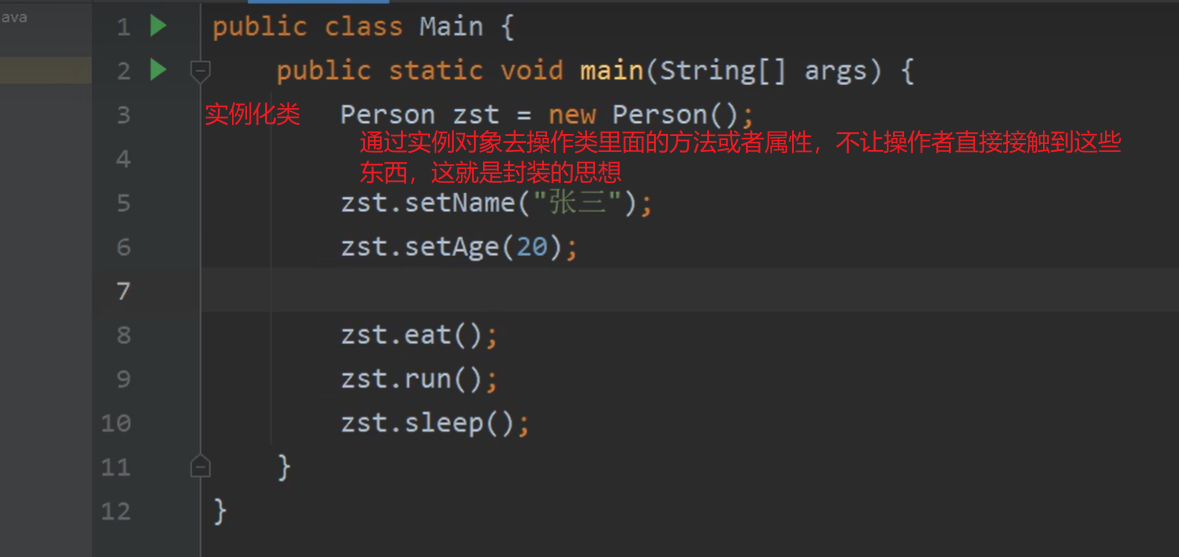 ava
1 public class Main {
2 public static void main(String[] args) {
3 实例化类 Person zst = new Person();
通过实例对象去操作类里面的方法或者属性，不让操作者直接接触到这些
4
东西，这就是封装的思想
5 zst.setName("张三");
6 zst.setAge(20);
7
8 zst.eat();
9 zst.run();
10 zst.sleep();
11 }
12 }